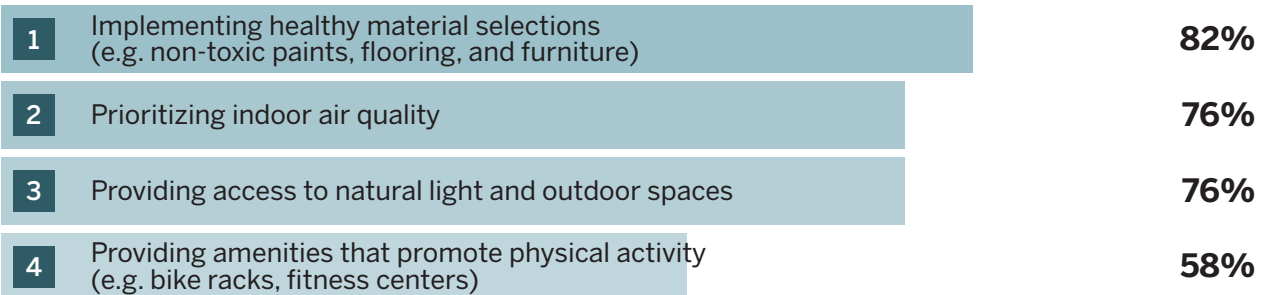 1 Implementing healthy material selections 82%
(e.g. non-toxic paints, flooring, and furniture)
2 Prioritizing indoor air quality 76%
3 Providing access to natural light and outdoor spaces 76%
4 Providing amenities that promote physical activity 58%
(e.g. bike racks, fitness centers)